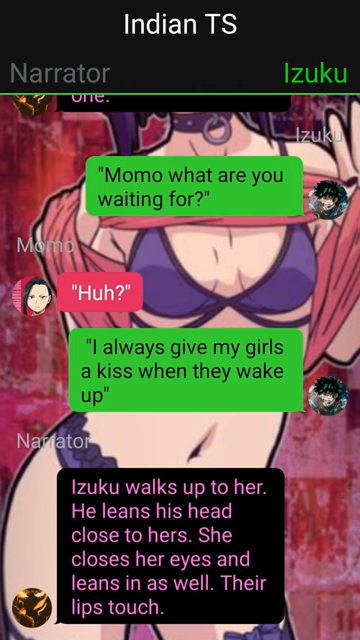 Indian TS
Narrator
Izuku
one.
Izuku
"Momo what are you
waiting for?"
Momo
"Huh?"
"I always give my girls
a kiss when they wake
up"
Narrator
Izuku walks up to her.
He leans his head
close to hers. She
closes her eyes and
leans in as well. Their
lips touch.